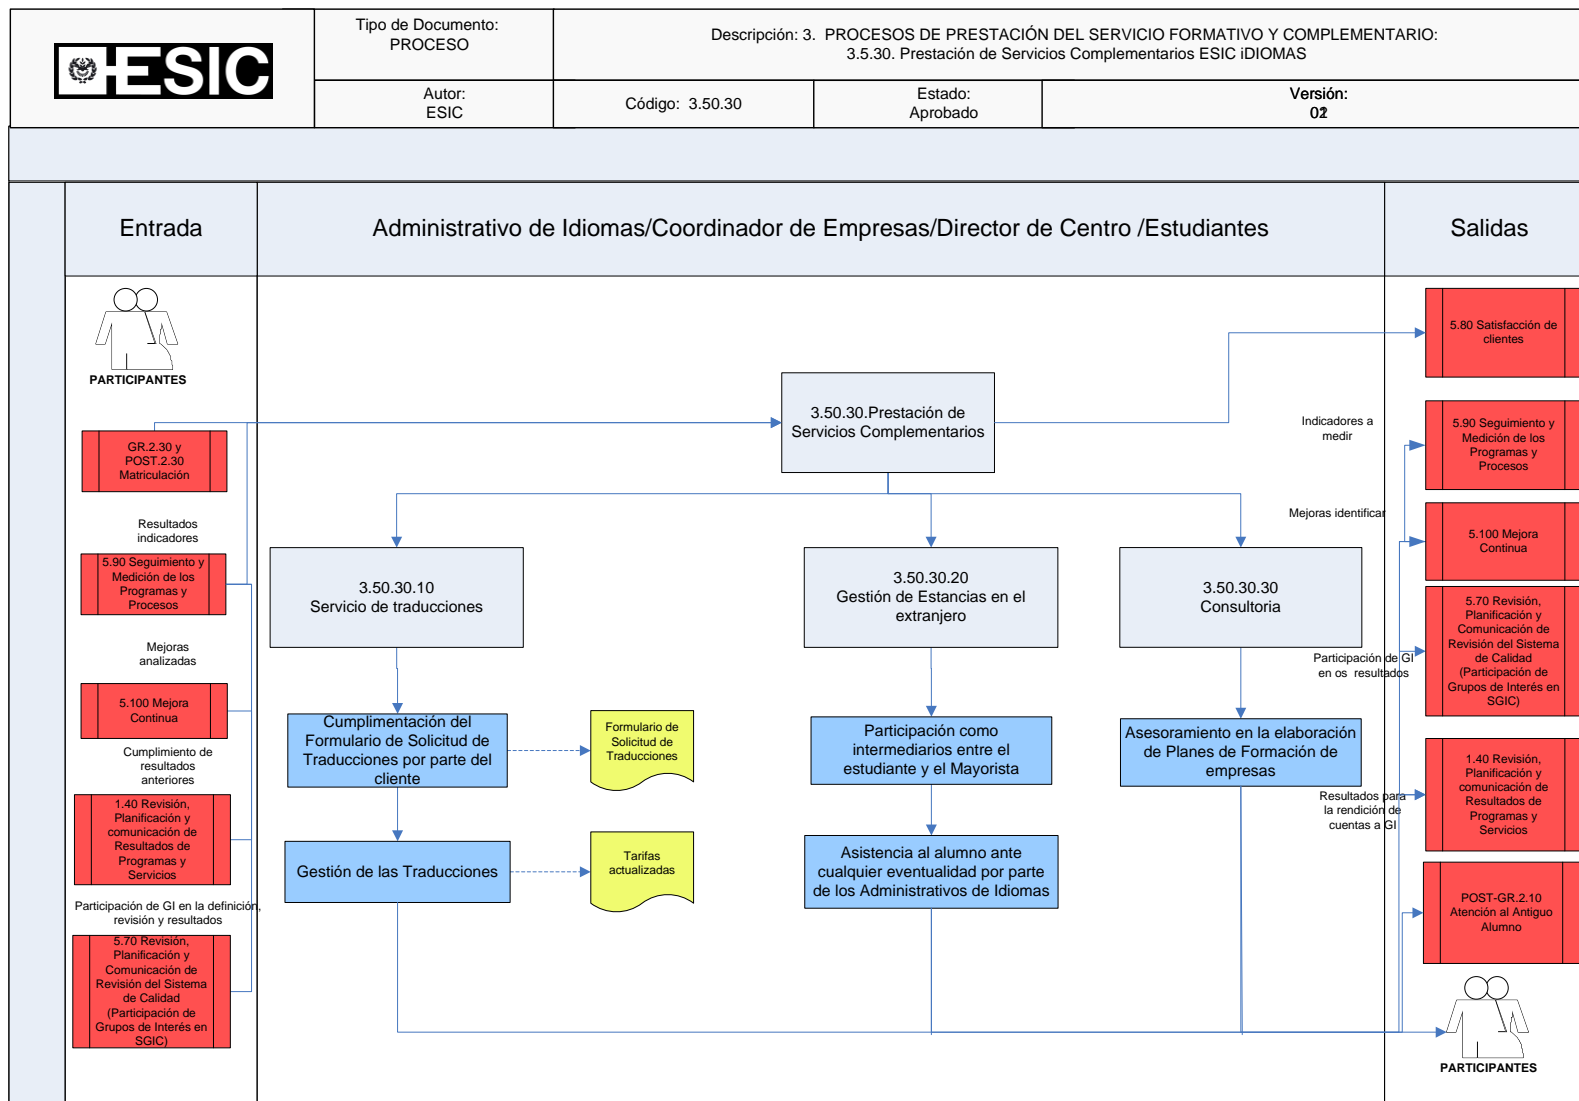 ESIC
Tipo de Documento:
PROCESO
Descripción: 3. PROCESOS DE PRESTACIÓN DEL SERVICIO FORMATIVO Y COMPLEMENTARIO:
3.5.30. Prestación de Servicios Complementarios ESIC iDIOMAS
Autor:
ESIC
Código: 3.50.30
Estado:
Aprobado
Versión:
Entrada
Administrativo de Idiomas/Coordinador de Empresas/Director de Centro /Estudiantes
Salidas
PARTICIPANTES
GR.2.30 y
POST.2.30
Matriculación
Resultados
indicadores
5.90 Seguimiento y
Medición de los
Programas y
Procesos
Mejoras
analizadas
5.100 Mejora
Continua
Cumplimiento de
resultados
anteriores
1.40 Revisión,
Planificación y
comunicación de
Resultados de
Programas y
Servicios
Participación de GI en la definición,
revisión y resultados
5.70 Revisión,
Planificación y
Comunicación de
Revisión del Sistema
de Calidad
(Participación de
Grupos de Interés en
SGIC)
3.50.30.Prestación de
Servicios Complementarios
3.50.30.10
Servicio de traducciones
Cumplimentación del
Formulario de Solicitud de
Traducciones por parte del
cliente
Formulario de
Solicitud de
Traducciones
Gestión de las Traducciones
Tarifas
actualizadas
3.50.30.20
Gestión de Estancias en el
extranjero
Participación como
intermediarios entre el
estudiante y el Mayorista
Asistencia al alumno ante
cualquier eventualidad por parte
de los Administrativos de Idiomas
3.50.30.30
Consultoria
Asesoramiento en la elaboración
de Planes de Formación de
empresas
5.80 Satisfacción de
clientes
Indicadores a
medir
5.90 Seguimiento y
Medición de los
Programas y
Procesos
Mejoras identificar
5.100 Mejora
Continua
Participación de GI
en os resultados
5.70 Revisión,
Planificación y
Comunicación de
Revisión del Sistema
de Calidad
(Participación de
Grupos de Interés en
SGIC)
Resultados para
la rendición de
cuentas a GI
1.40 Revisión,
Planificación y
comunicación de
Resultados de
Programas y
Servicios
POST-GR.2.10
Atención al Antiguo
Alumno
PARTICIPANTES